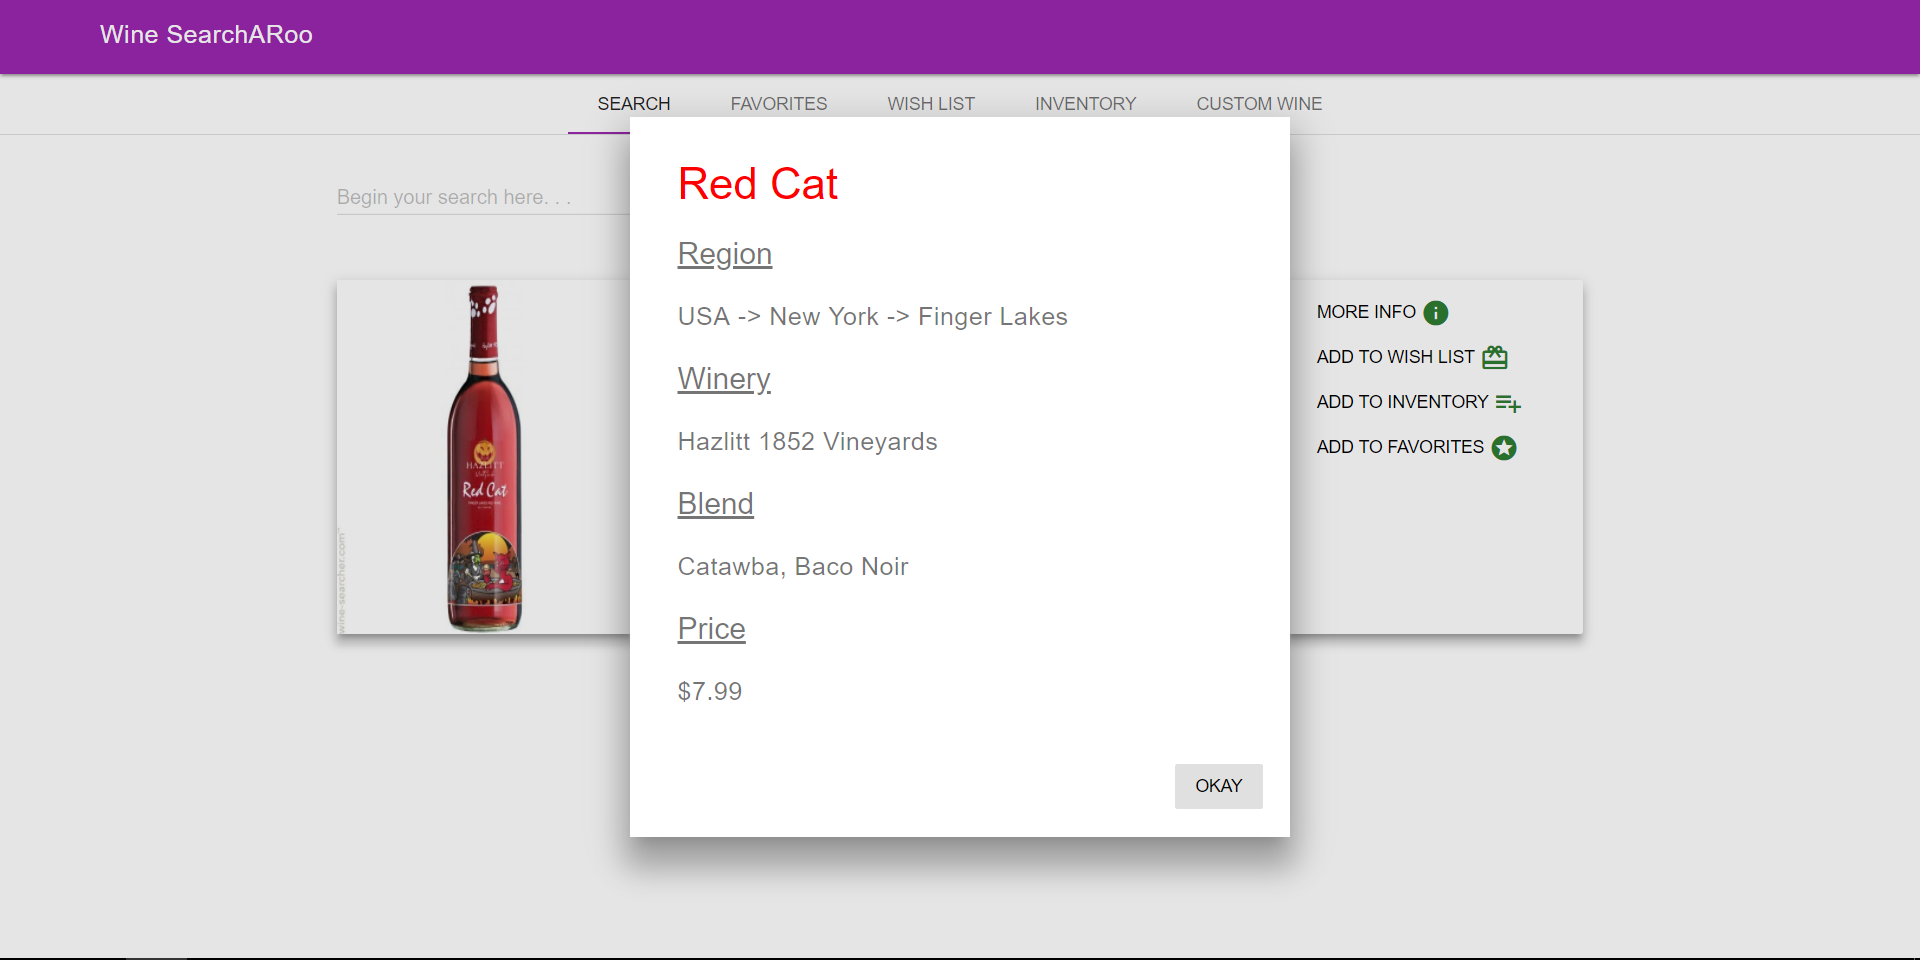 Wine SearchARoo
SEARCH
FAVORITES
WISH LIST
INVENTORY
CUSTOM WINE
Begin your search here. . .
HAZLITT
Red Cat
wine-searcher.com
Red Cat
Region
USA -> New York -> Finger Lakes
Winery
Hazlitt 1852 Vineyards
Blend
Catawba, Baco Noir
Price
$7.99
OKAY
MORE INFO
ADD TO WISH LIST
ADD TO INVENTORY
ADD TO FAVORITES